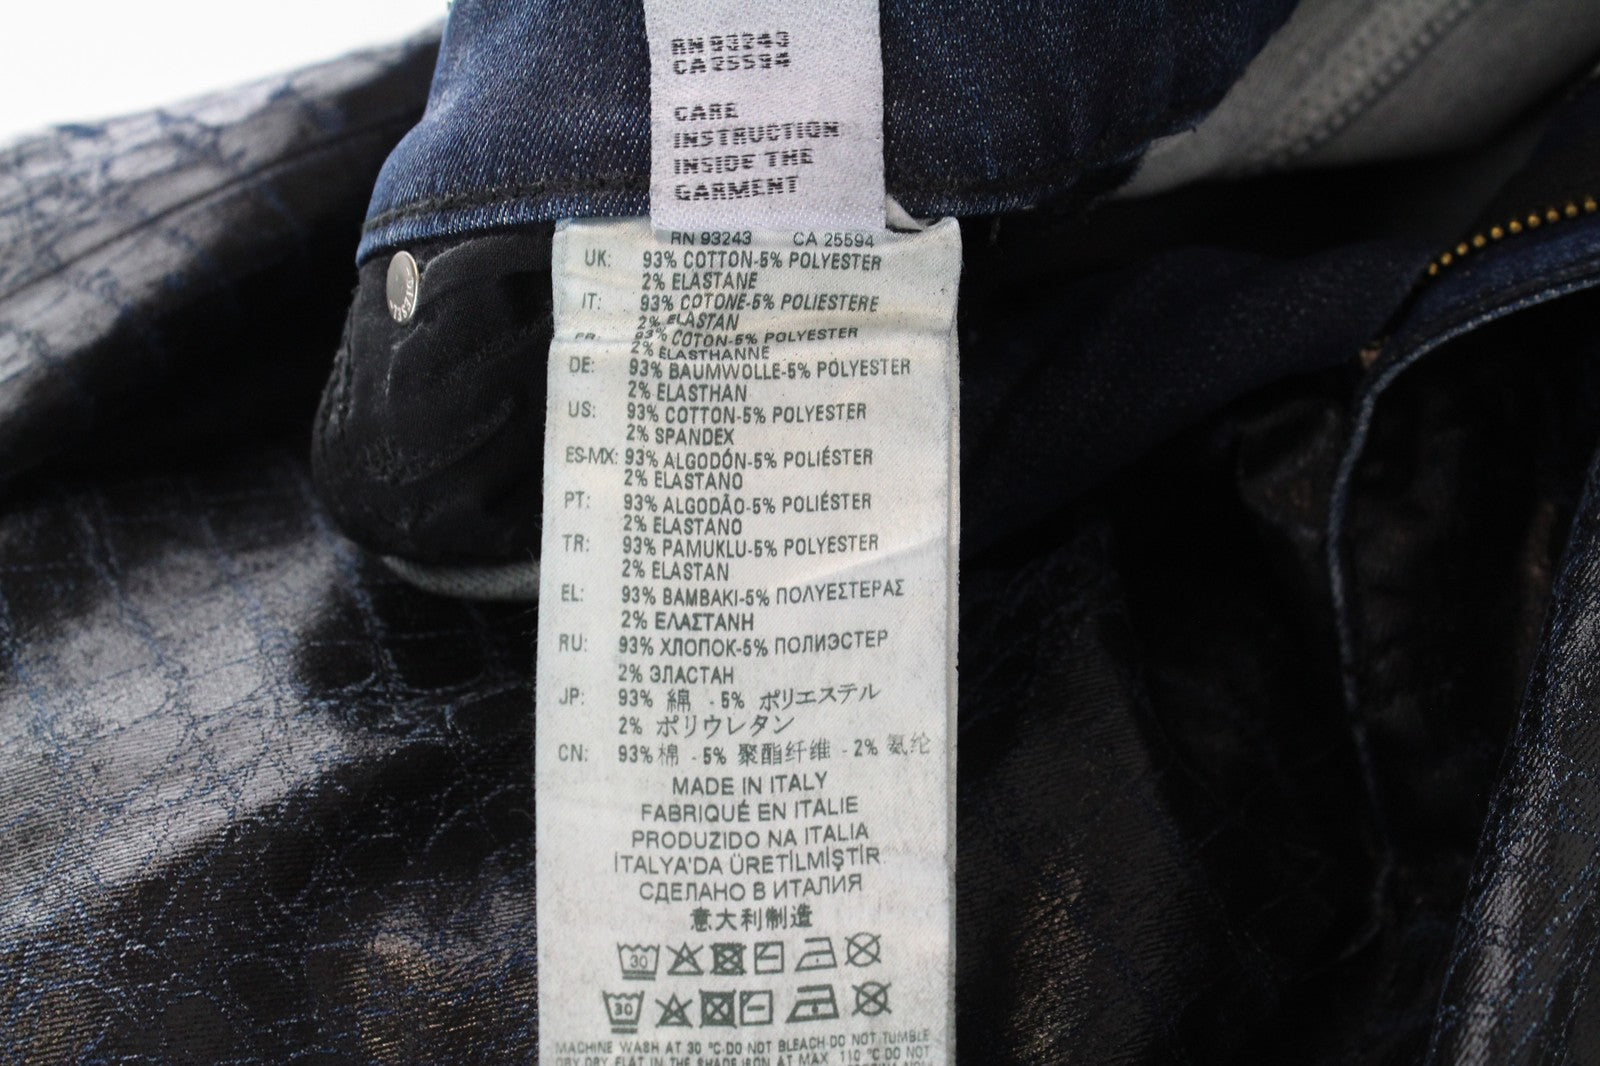 RN 93243
CA 25594
CARE
INSTRUCTION
INSIDE THE
GARMENT
RN 93243 CA 25594
UK: 93% COTTON-5% POLYESTER
2% ELASTANE
IT: 93% COTONE-5% POLIESTERE
2% ELASTAN
FR 93% COTON-5% POLYESTER
2% ELASTHANNE
DE: 93% BAUMWOLLE-5% POLYESTER
2% ELASTHAN
US: 93% COTTON-5% POLYESTER
2% SPANDEX
ES-MX: 93% ALGODÓN-5% POLIÉSTER
2% ELASTANO
PT: 93% ALGODÃO-5% POLIÉSTER
2% ELASTANO
TR: 93% PAMUKLU-5% POLYESTER
2% ELASTAN
EL: 93% BAMBAKI-5% ΠΟΛΥΕΣΤΕΡΑΣ
2% ΕΛΑΣΤΑΝΗ
RU: 93% ХЛОПОК-5% ПОЛИЭСТЕР
2% ЭЛАСТАН
JP: 93% 綿 - 5% ポリエステル
2% ポリウレタン
CN: 93% 棉 - 5% 聚酯纤维 - 2% 氨纶
MADE IN ITALY
FABRIQUÉ EN ITALIE
PRODUZIDO NA ITALIA
İTALYA'DA ÜRETİLMİŞTİR
СДЕЛАНО В ИТАЛИЯ
意大利制造
30
30
MACHINE WASH AT 30 °C-DO NOT BLEACH-DO NOT TUMBLE
DRY-DRY FLAT IN THE SHADE-IRON AT MAX 110 °C-DO NOT